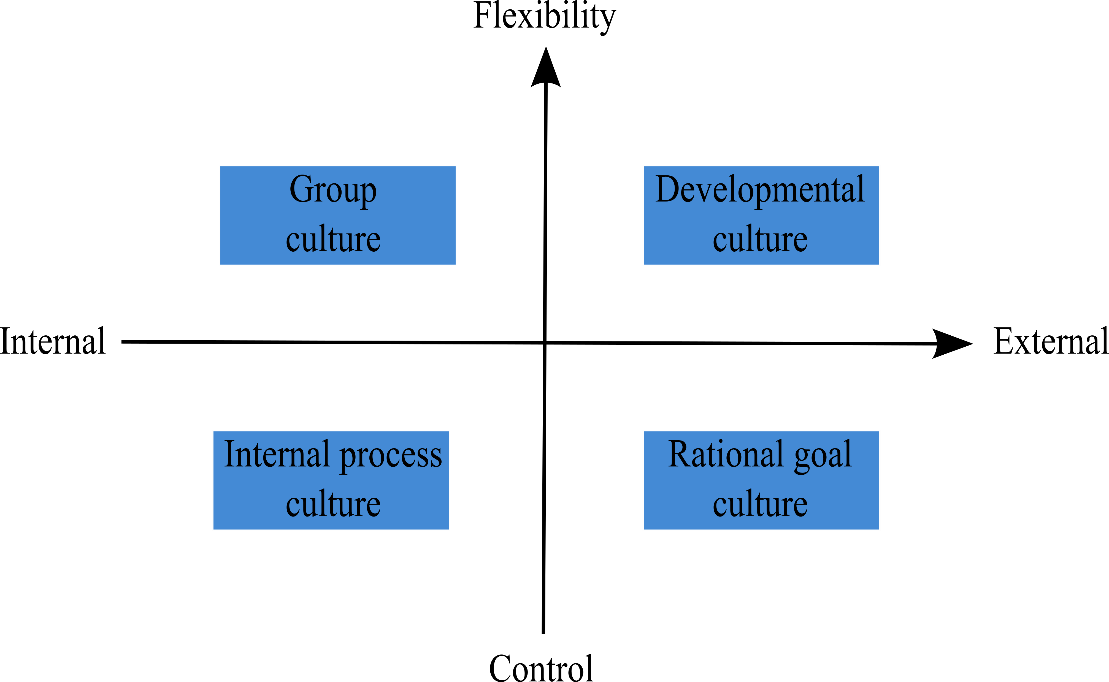 Flexibility
Group
culture
Developmental
culture
Internal
External
Internal process
culture
Rational goal
culture
Control